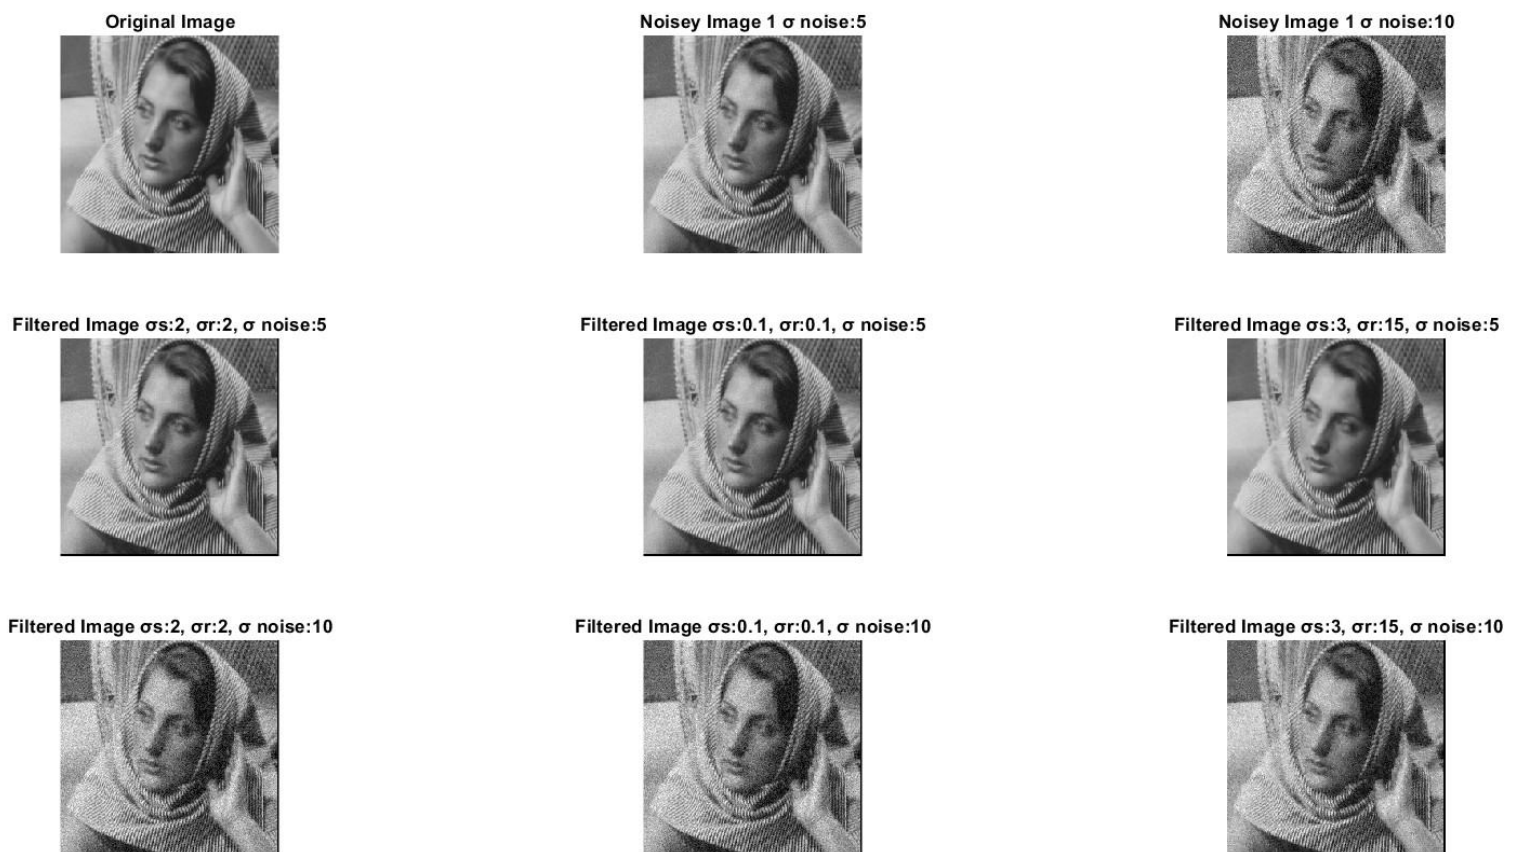 Original Image
Noisey Image 1 σ noise:5
Noisey Image 1 σ noise:10
Filtered Image σs:2, σr:2, σ noise:5
Filtered Image σs:0.1, σr:0.1, σ noise:5
Filtered Image σs:3, σr:15, σ noise:5
Filtered Image σs:2, σr:2, σ noise:10
Filtered Image σs:0.1, σr:0.1, σ noise:10
Filtered Image σs:3, σr:15, σ noise:10